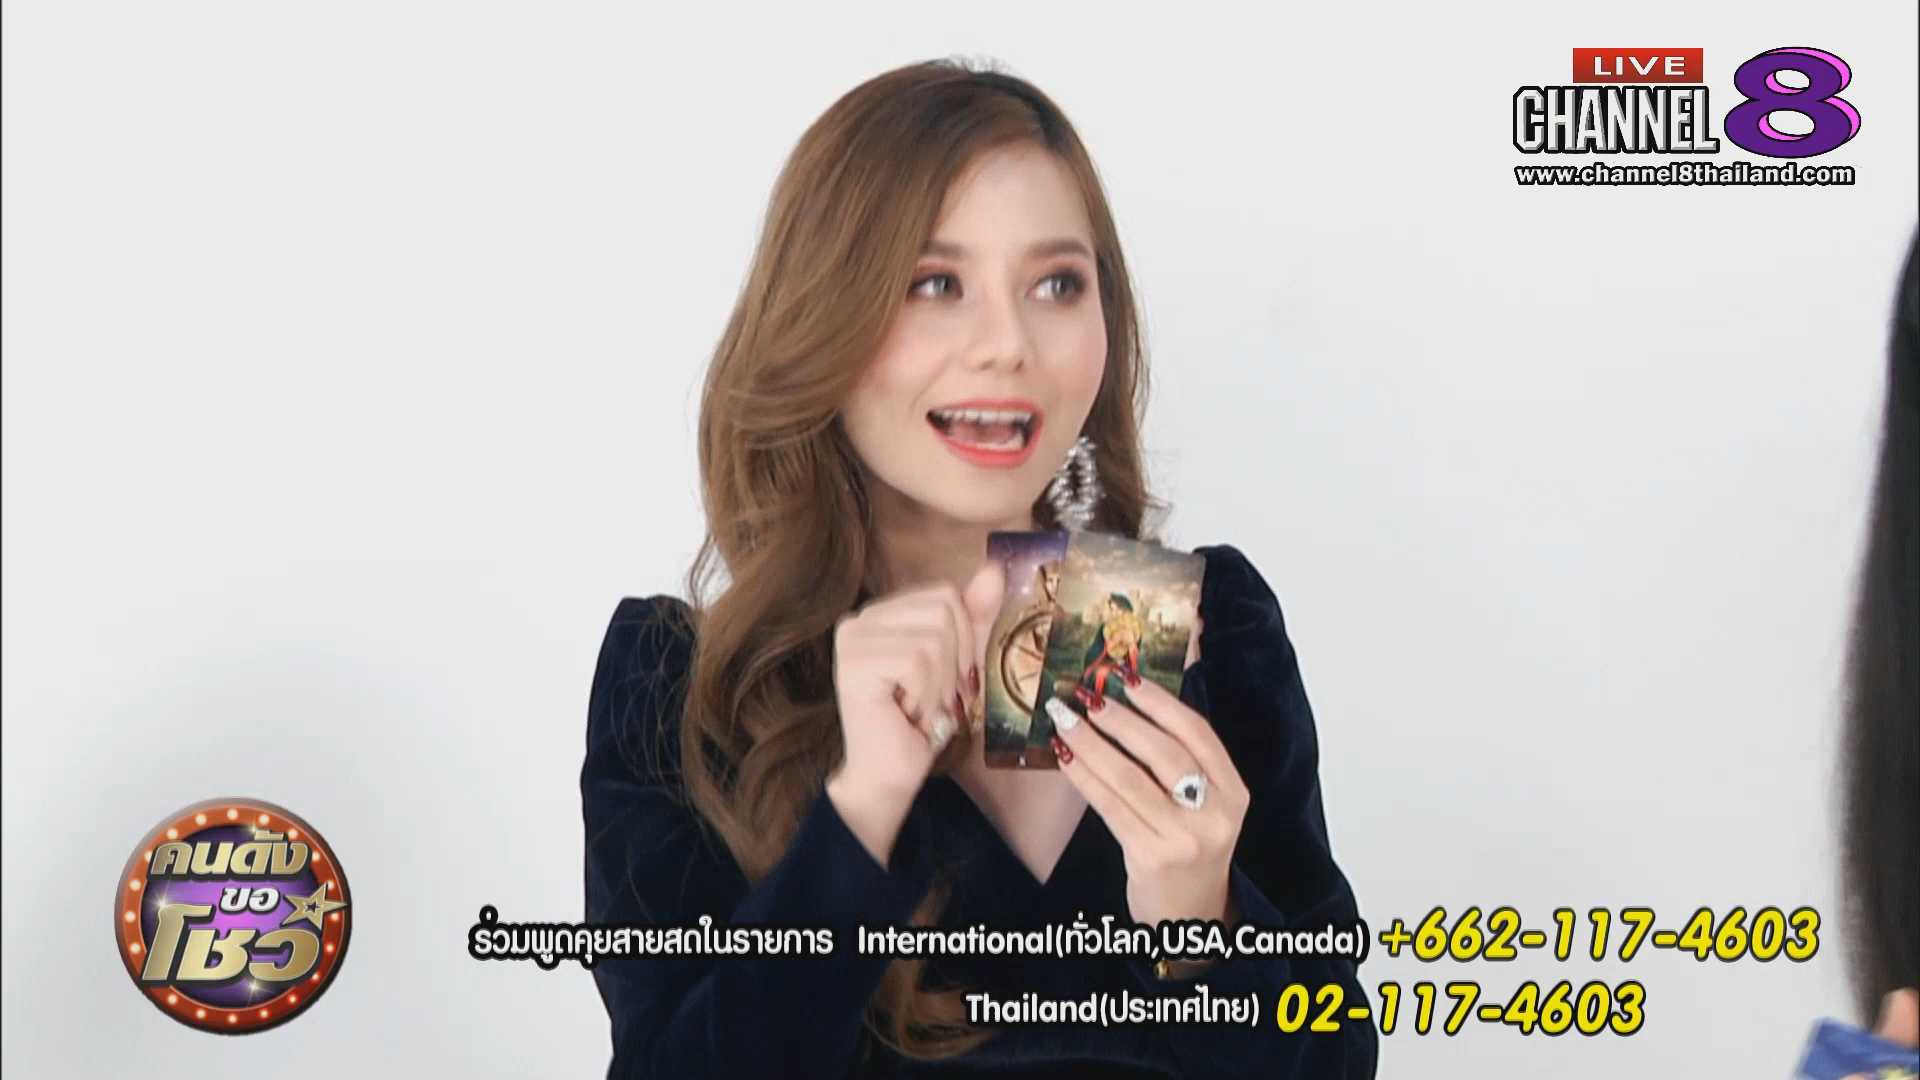 LIVE
CHANNEL 8
www.channel8thailand.com
คนดัง
ขอ
โชว์
ร่วมพูดคุยสายสดในรายการ International(ทั่วโลก,USA,Canada) +662-117-4603
Thailand(ประเทศไทย) 02-117-4603